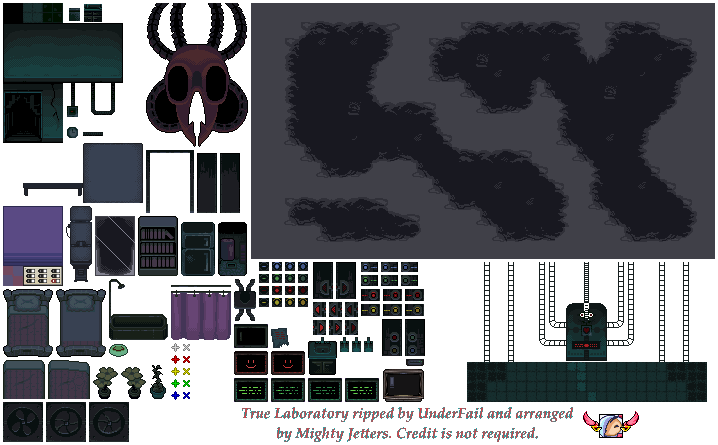 True Laboratory ripped by UnderFail and arranged
by Mighty Jetters. Credit is not required.